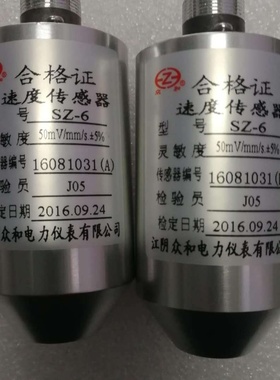 合格证
速度传感器
号 SZ-6
敏度 50mV/mm/s ±5%
器编号 16081031(A)
验员 J05
定日期 2016.09.24
阴众和电力仪表有限公司
合格证
速度传感器
型号 SZ-6
灵敏度 50mV/mm/s ±5%
传感器编号 16081031(
检验员 J05
检定日期 2016.09.24
江阴众和电力仪表有限公